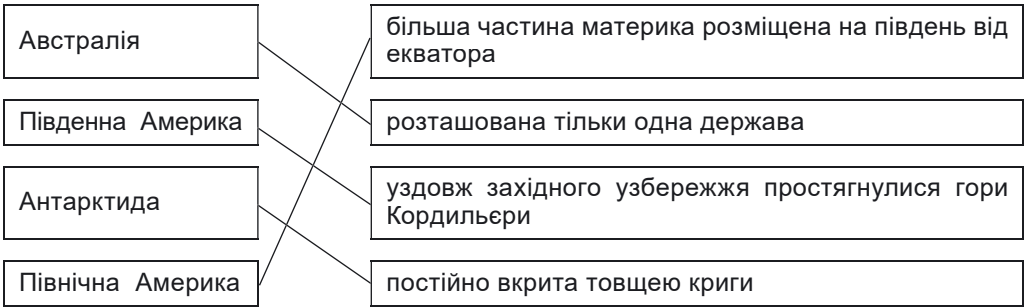 Австралія
більша частина материка розміщена на південь від
екватора
Південна Америка
розташована тільки одна держава
Антарктида
уздовж західного узбережжя простягнулися гори
Кордильєри
Північна Америка
постійно вкрита товщею криги